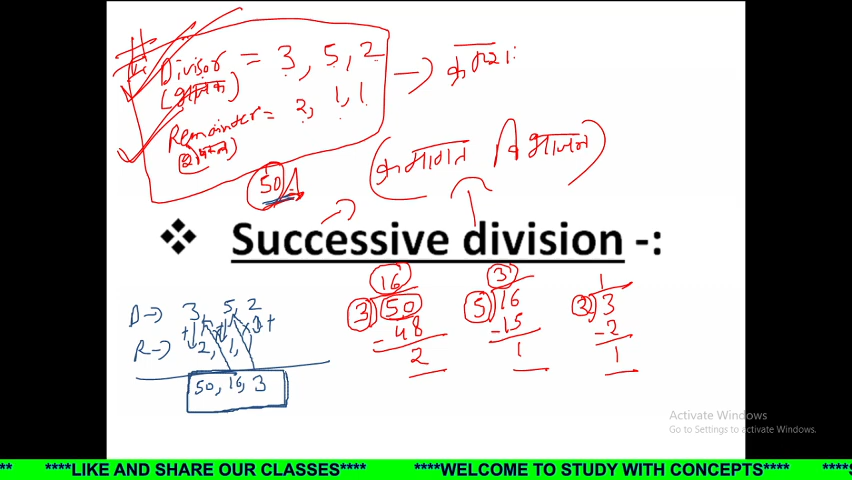 Divisor = 3, 5, 2 → क्रमशः
(भाजक)
Remainder = 2, 1, 1
(शेषफल)
50 A
(क्रमागत विभाजन)
❖ Successive division -:
D→ 3, 5, 2
R→ 2, 1, 1
50, 16, 3
16
3) 50
-48
2
3
5) 16
-15
1
1
2) 3
-2
1
Activate Windows
Go to Settings to activate Windows.
** ****LIKE AND SHARE OUR CLASSES**** ****WELCOME TO STUDY WITH CONCEPTS**** ****S